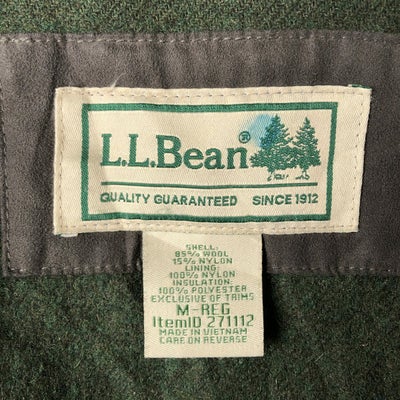 L.L.Bean®
QUALITY GUARANTEED SINCE 1912
SHELL:
85% WOOL
15% NYLON
LINING:
100% NYLON
INSULATION:
100% POLYESTER
EXCLUSIVE OF TRIMS
M-REG
ItemID 271112
MADE IN VIETNAM
CARE ON REVERSE